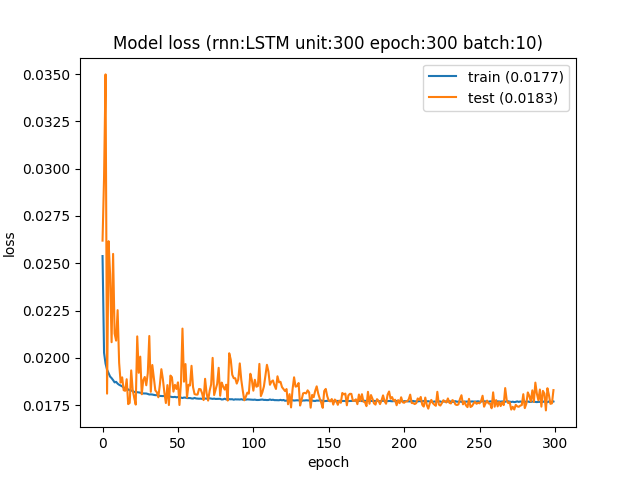 Model loss (rnn:LSTM unit:300 epoch:300 batch:10)
train (0.0177)
test (0.0183)
0.0350
0.0325
0.0300
0.0275
0.0250
0.0225
0.0200
0.0175
loss
0 50 100 150 200 250 300
epoch